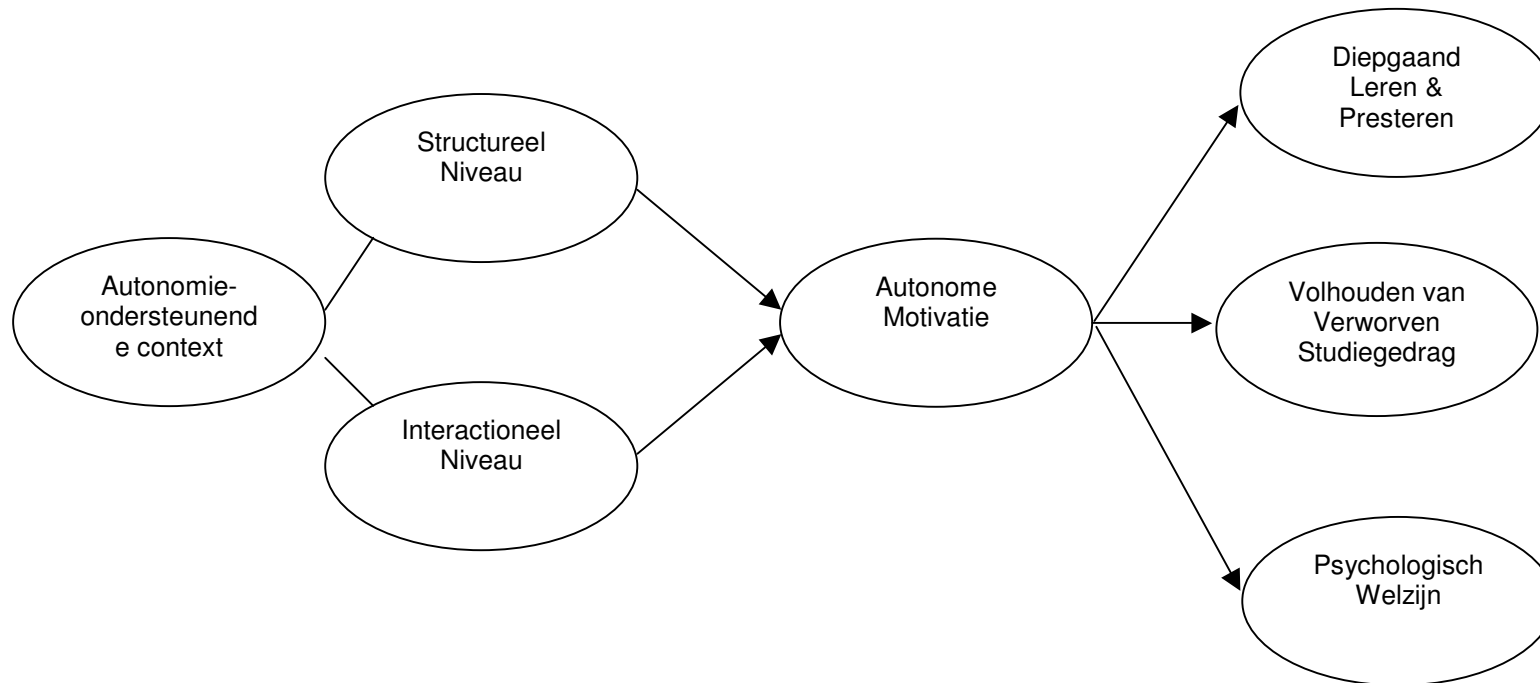 Autonomie-
ondersteunend
e context
Structureel
Niveau
Interactioneel
Niveau
Autonome
Motivatie
Diepgaand
Leren &
Presteren
Volhouden van
Verworven
Studiegedrag
Psychologisch
Welzijn